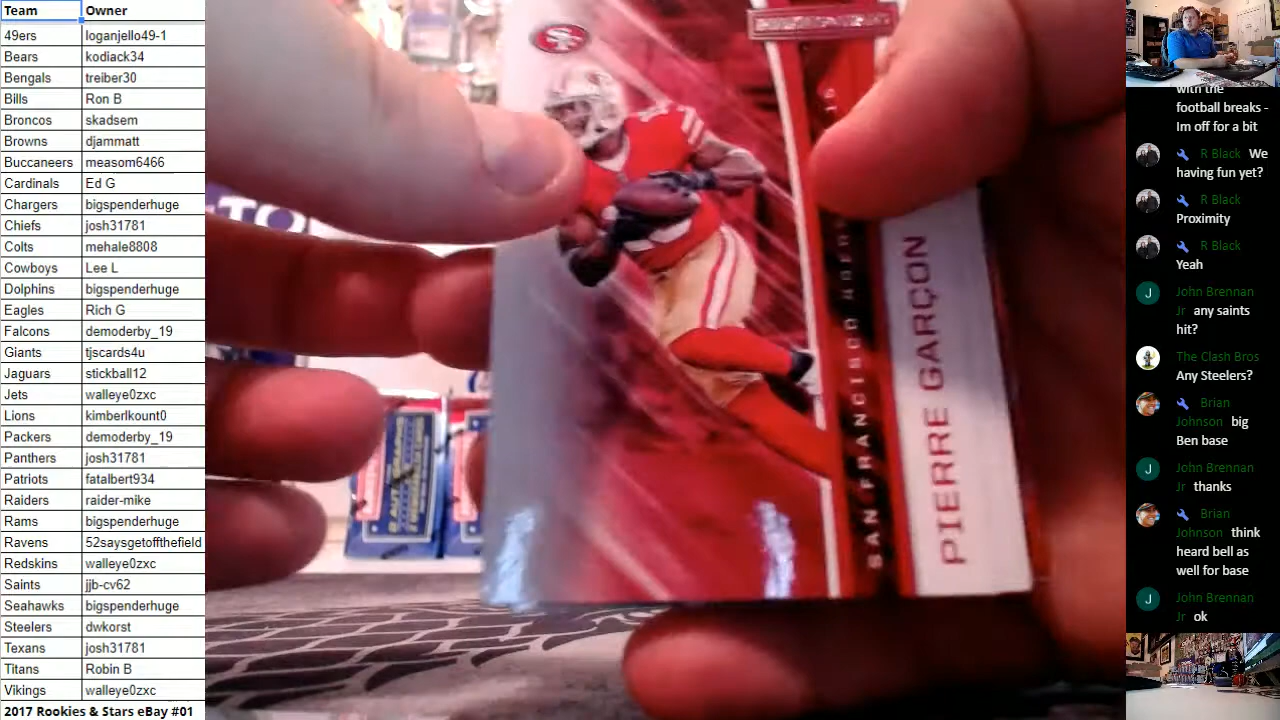 Team Owner
49ers loganjello49-1
Bears kodiack34
Bengals treiber30
Bills Ron B
Broncos skadsem
Browns djammatt
Buccaneers measom6466
Cardinals Ed G
Chargers bigspenderhuge
Chiefs josh31781
Colts mehale8808
Cowboys Lee L
Dolphins bigspenderhuge
Eagles Rich G
Falcons demoderby_19
Giants tjscards4u
Jaguars stickball12
Jets walleye0zxc
Lions kimberlkount0
Packers demoderby_19
Panthers josh31781
Patriots fatalbert934
Raiders raider-mike
Rams bigspenderhuge
Ravens 52saysgetoffthefield
Redskins walleye0zxc
Saints jjb-cv62
Seahawks bigspenderhuge
Steelers dwkorst
Texans josh31781
Titans Robin B
Vikings walleye0zxc
2017 Rookies & Stars eBay #01
SF
SAN FRANCISCO 49ERS
PIERRE GARÇON
with the
football breaks -
Im off for a bit
R Black We
having fun yet?
R Black
Proximity
R Black
Yeah
John Brennan
Jr any saints
hit?
The Clash Bros
Any Steelers?
Brian
Johnson big
Ben base
John Brennan
Jr thanks
Brian
Johnson think
heard bell as
well for base
John Brennan
Jr ok